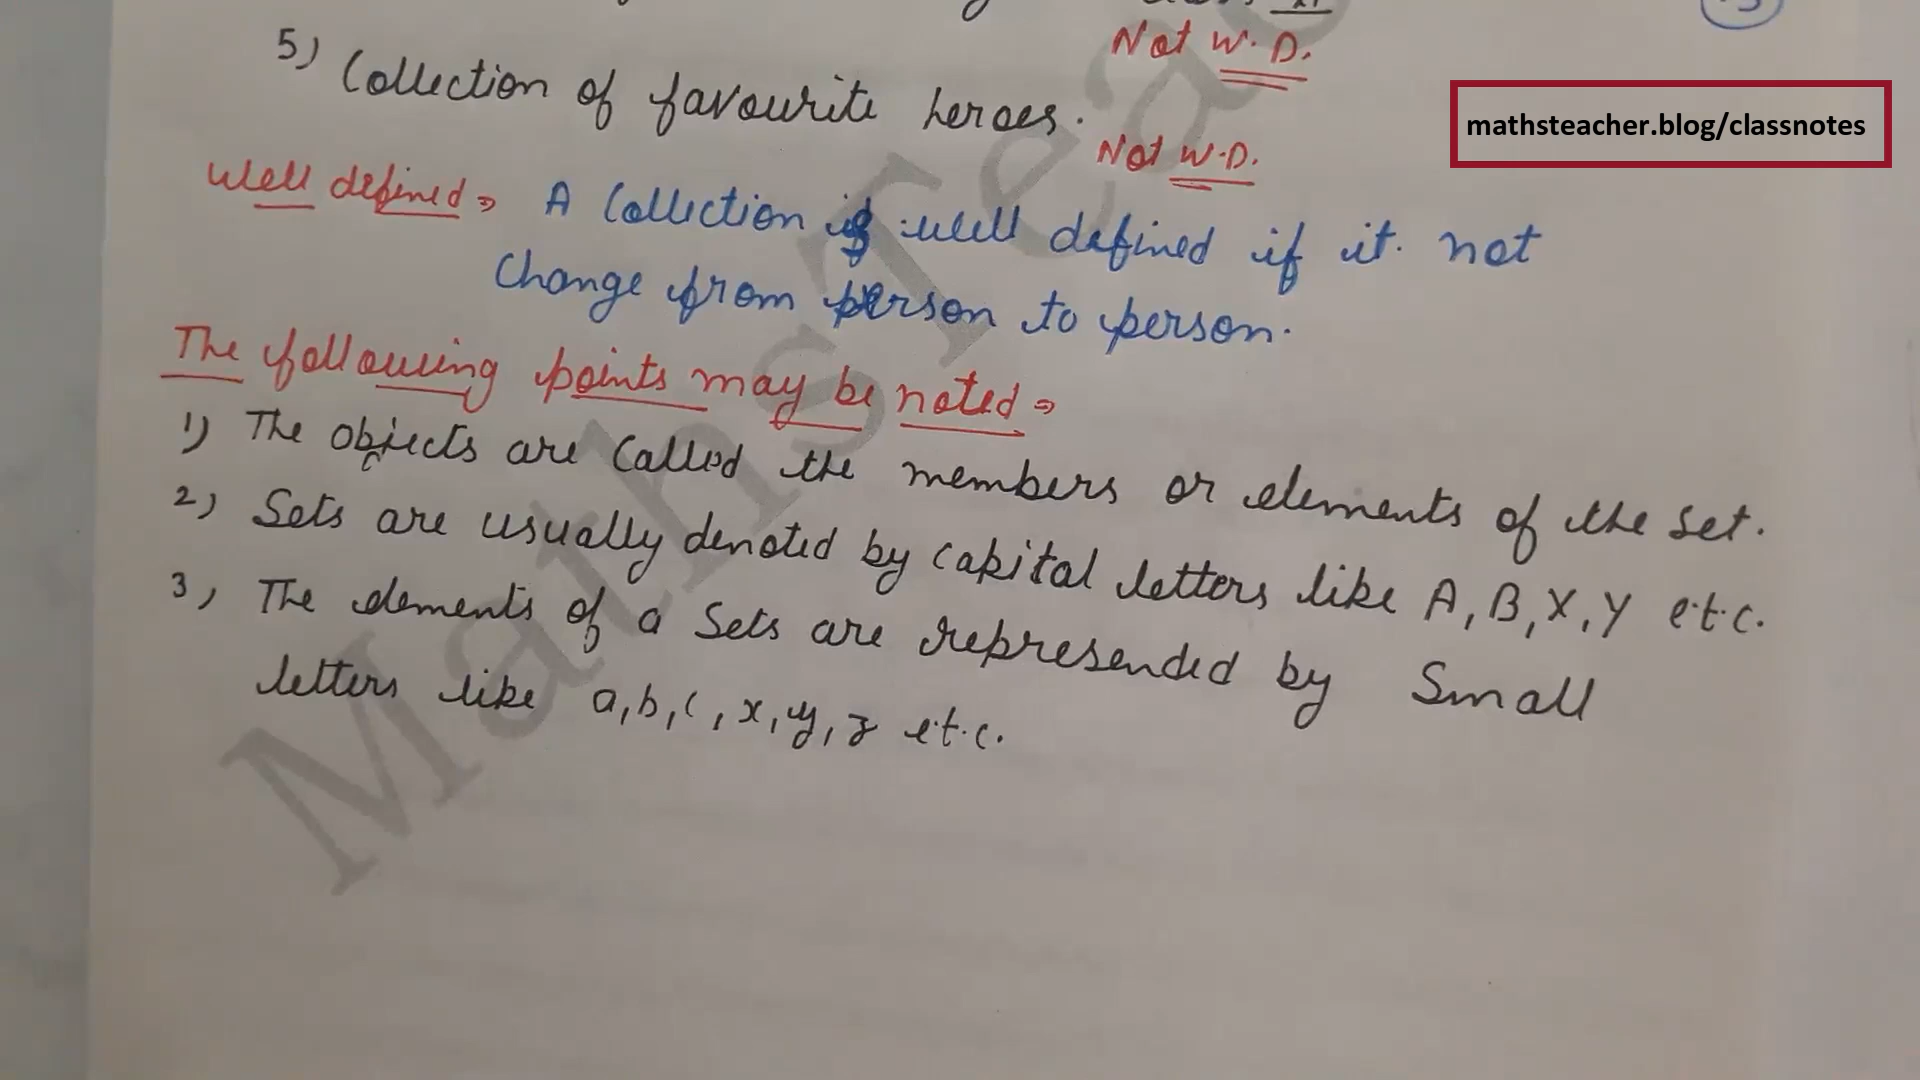 Not W.D.
5) Collection of favourite heroes.
Not W.D.
mathsteacher.blog/classnotes
Well defined ⇒ A Collection is well defined if it not
Change from person to person.
The following points may be noted ⇒
1) The objects are Called the members or elements of the set.
2) Sets are usually denoted by Capital letters like A, B, X, Y e.t.c.
3) The elements of a Sets are represended by Small
letters like a, b, c, x, y, z e.t.c.
MathsTeac